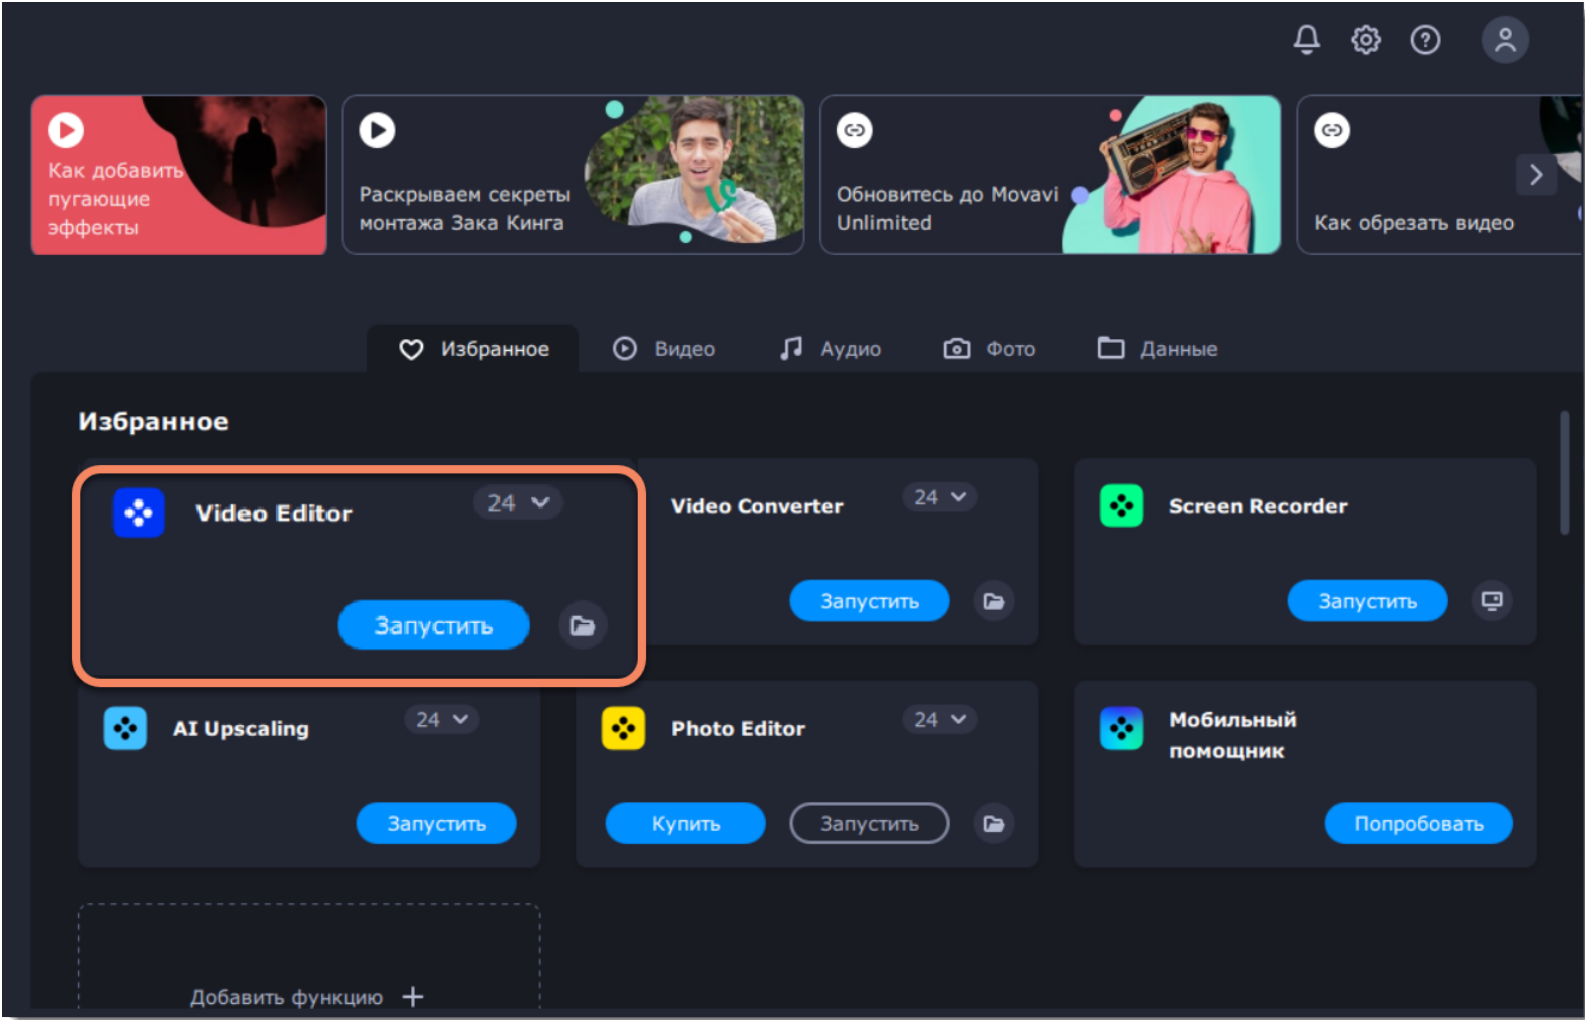 Как добавить
пугающие
эффекты
Раскрываем секреты
монтажа Зака Кинга
Обновитесь до Movavi
Unlimited
Как обрезать видео
Избранное
Видео
Аудио
Фото
Данные
Избранное
Video Editor
24
Запустить
Video Converter
24
Запустить
Screen Recorder
Запустить
AI Upscaling
24
Запустить
Photo Editor
24
Купить
Запустить
Мобильный
помощник
Попробовать
Добавить функцию +